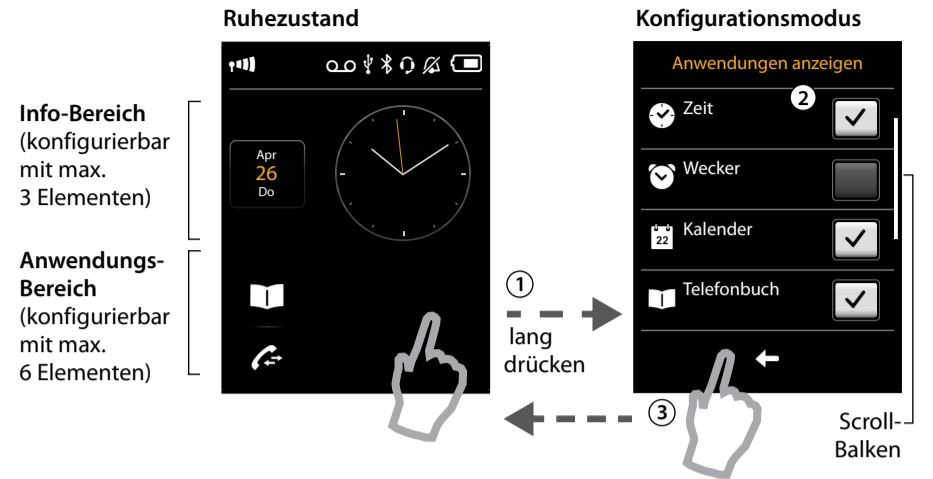 Ruhezustand
Konfigurationsmodus
Info-Bereich
(konfigurierbar
mit max.
3 Elementen)
Anwendungs-
Bereich
(konfigurierbar
mit max.
6 Elementen)
Apr
26
Do
1
lang
drücken
3
Anwendungen anzeigen
2
Zeit
Wecker
22
Kalender
Telefonbuch
Scroll-
Balken